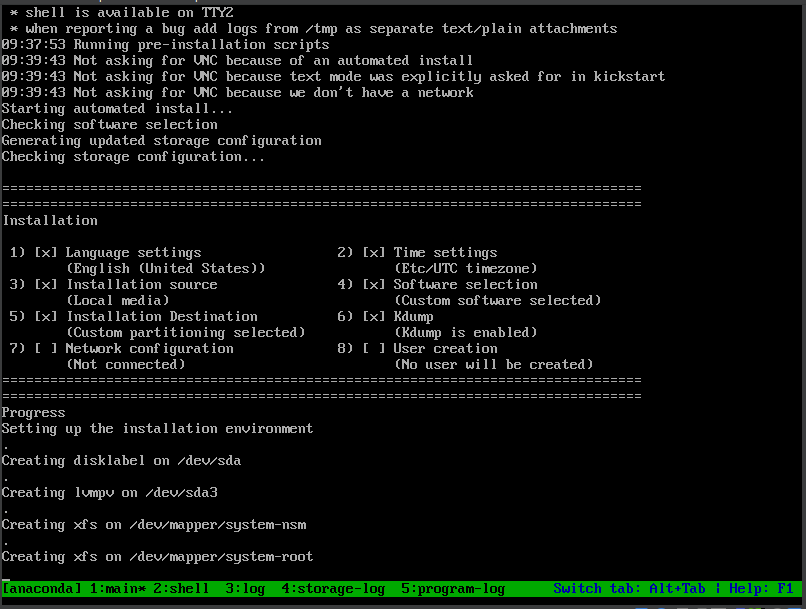 * shell is available on TTY2
* when reporting a bug add logs from /tmp as separate text/plain attachments
09:37:53 Running pre-installation scripts
09:39:43 Not asking for VNC because of an automated install
09:39:43 Not asking for VNC because text mode was explicitly asked for in kickstart
09:39:43 Not asking for VNC because we don't have a network
Starting automated install...
Checking software selection
Generating updated storage configuration
Checking storage configuration...
================================================================================
================================================================================
Installation
1) [x] Language settings 2) [x] Time settings
(English (United States)) (Etc/UTC timezone)
3) [x] Installation source 4) [x] Software selection
(Local media) (Custom software selected)
5) [x] Installation Destination 6) [x] Kdump
(Custom partitioning selected) (Kdump is enabled)
7) [ ] Network configuration 8) [ ] User creation
(Not connected) (No user will be created)
================================================================================
================================================================================
Progress
Setting up the installation environment
.
Creating disklabel on /dev/sda
.
Creating lvmpv on /dev/sda3
.
Creating xfs on /dev/mapper/system-nsm
.
Creating xfs on /dev/mapper/system-root
[anaconda] 1:main* 2:shell 3:log 4:storage-log 5:program-log Switch tab: Alt+Tab | Help: F1